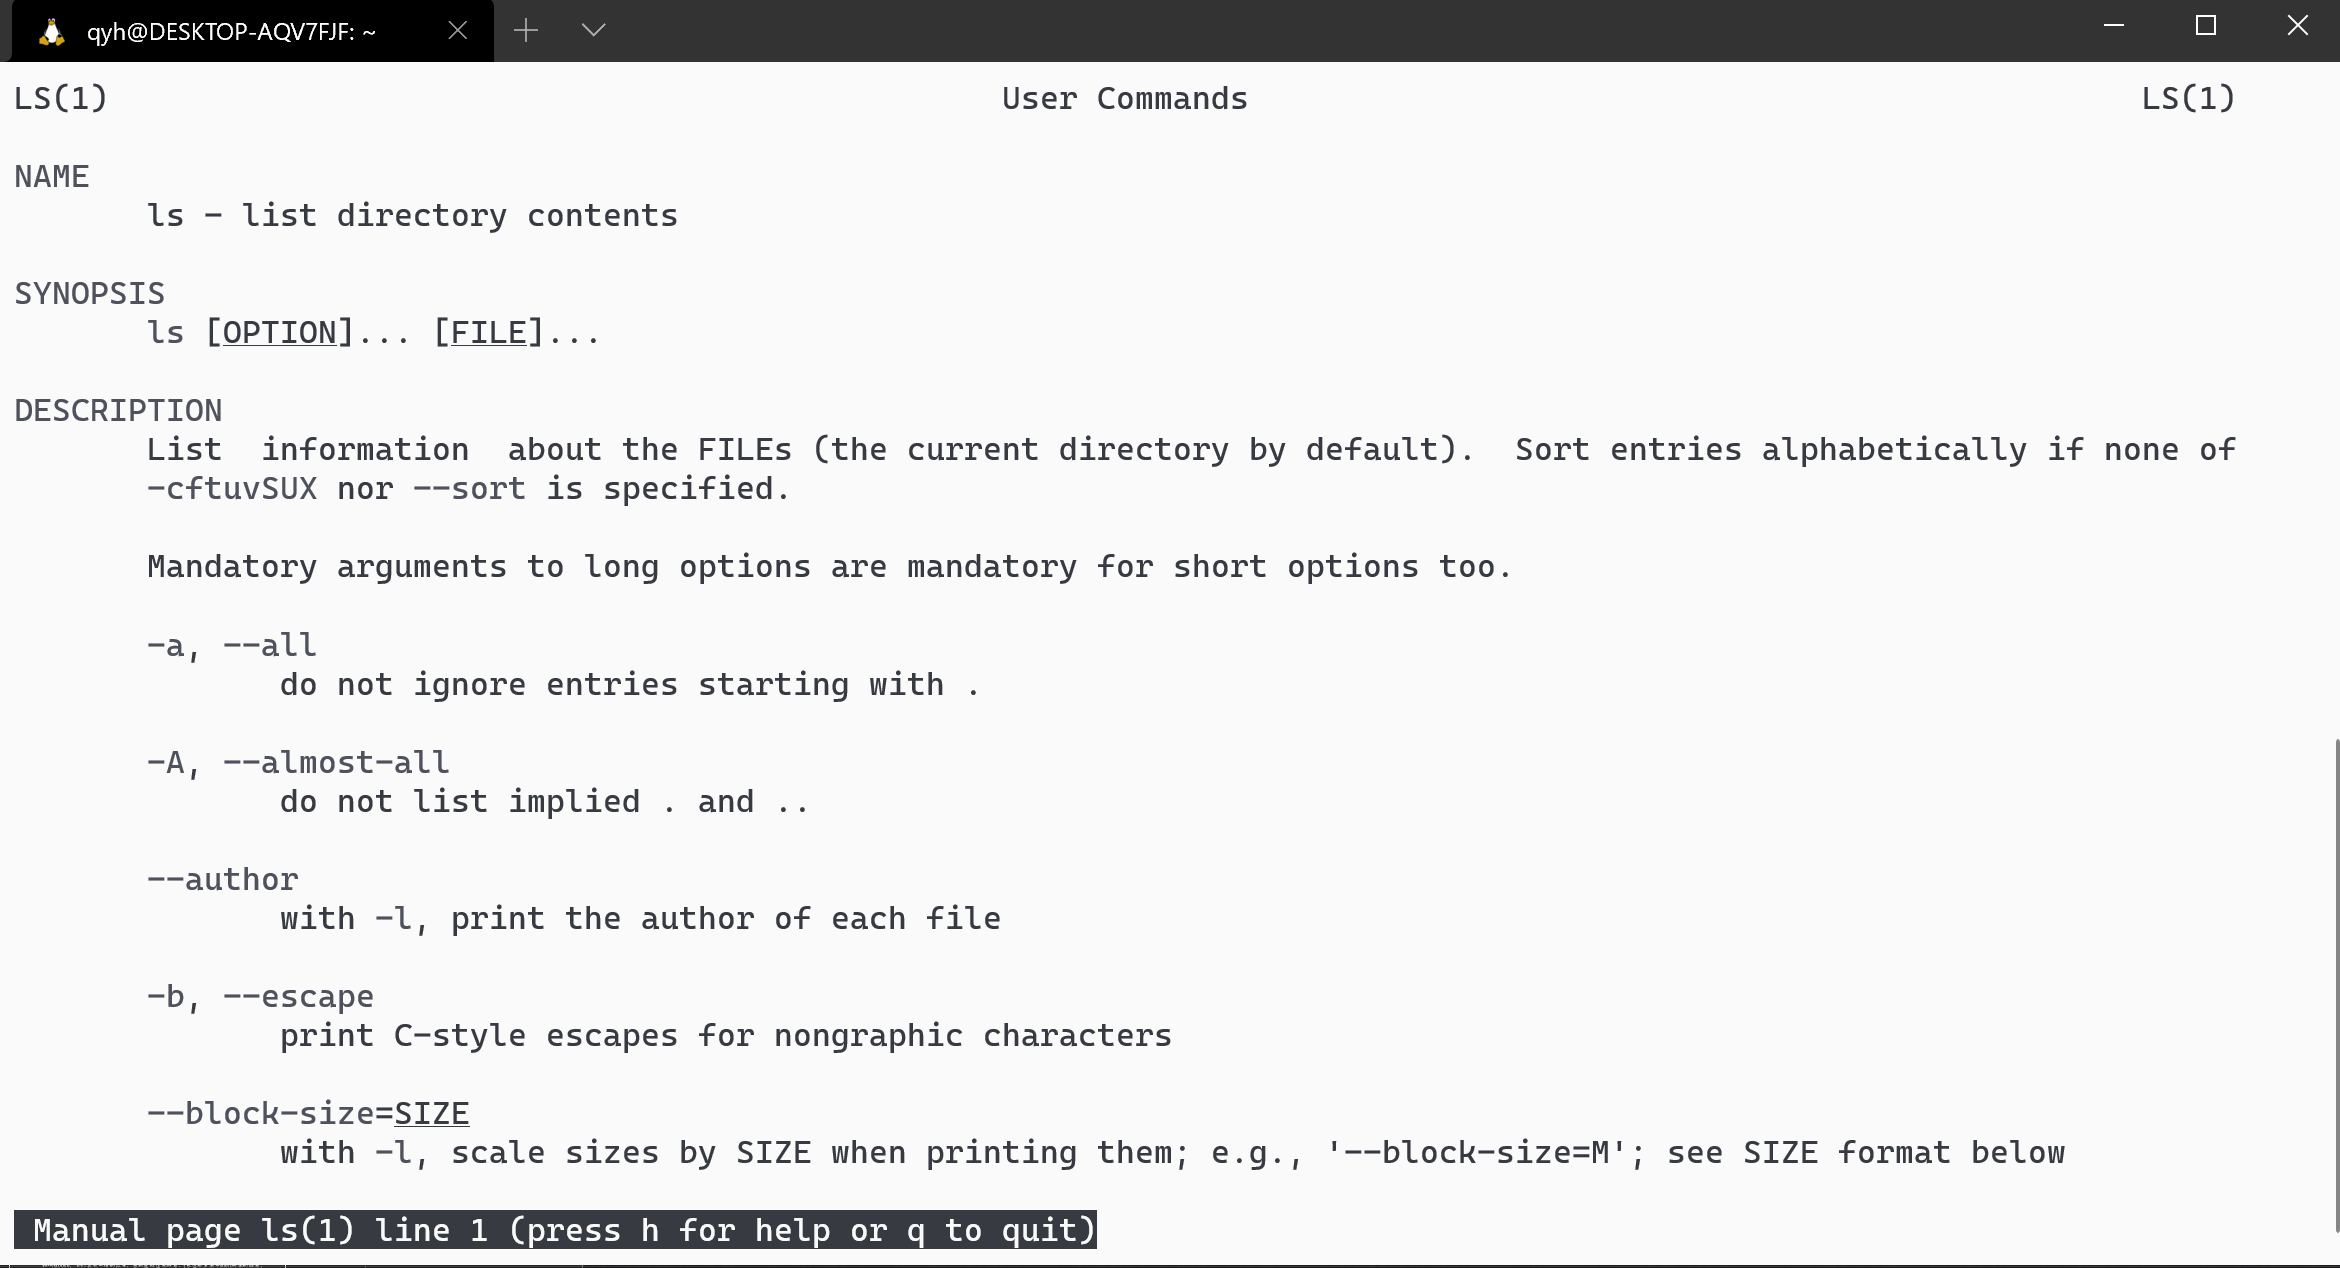 qyh@DESKTOP-AQV7FJF: ~
LS(1) User Commands LS(1)
NAME
ls - list directory contents
SYNOPSIS
ls [OPTION]... [FILE]...
DESCRIPTION
List  information  about the FILEs (the current directory by default).  Sort entries alphabetically if none of
-cftuvSUX nor --sort is specified.
Mandatory arguments to long options are mandatory for short options too.
-a, --all
do not ignore entries starting with .
-A, --almost-all
do not list implied . and ..
--author
with -l, print the author of each file
-b, --escape
print C-style escapes for nongraphic characters
--block-size=SIZE
with -l, scale sizes by SIZE when printing them; e.g., '--block-size=M'; see SIZE format below
Manual page ls(1) line 1 (press h for help or q to quit)